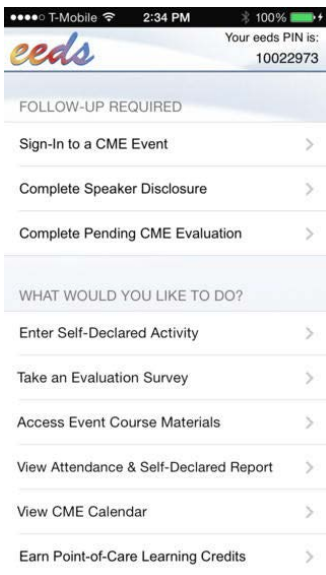 T-Mobile 2:34 PM 100%
eeds
Your eeds PIN is:
10022973
FOLLOW-UP REQUIRED
Sign-In to a CME Event
Complete Speaker Disclosure
Complete Pending CME Evaluation
WHAT WOULD YOU LIKE TO DO?
Enter Self-Declared Activity
Take an Evaluation Survey
Access Event Course Materials
View Attendance & Self-Declared Report
View CME Calendar
Earn Point-of-Care Learning Credits